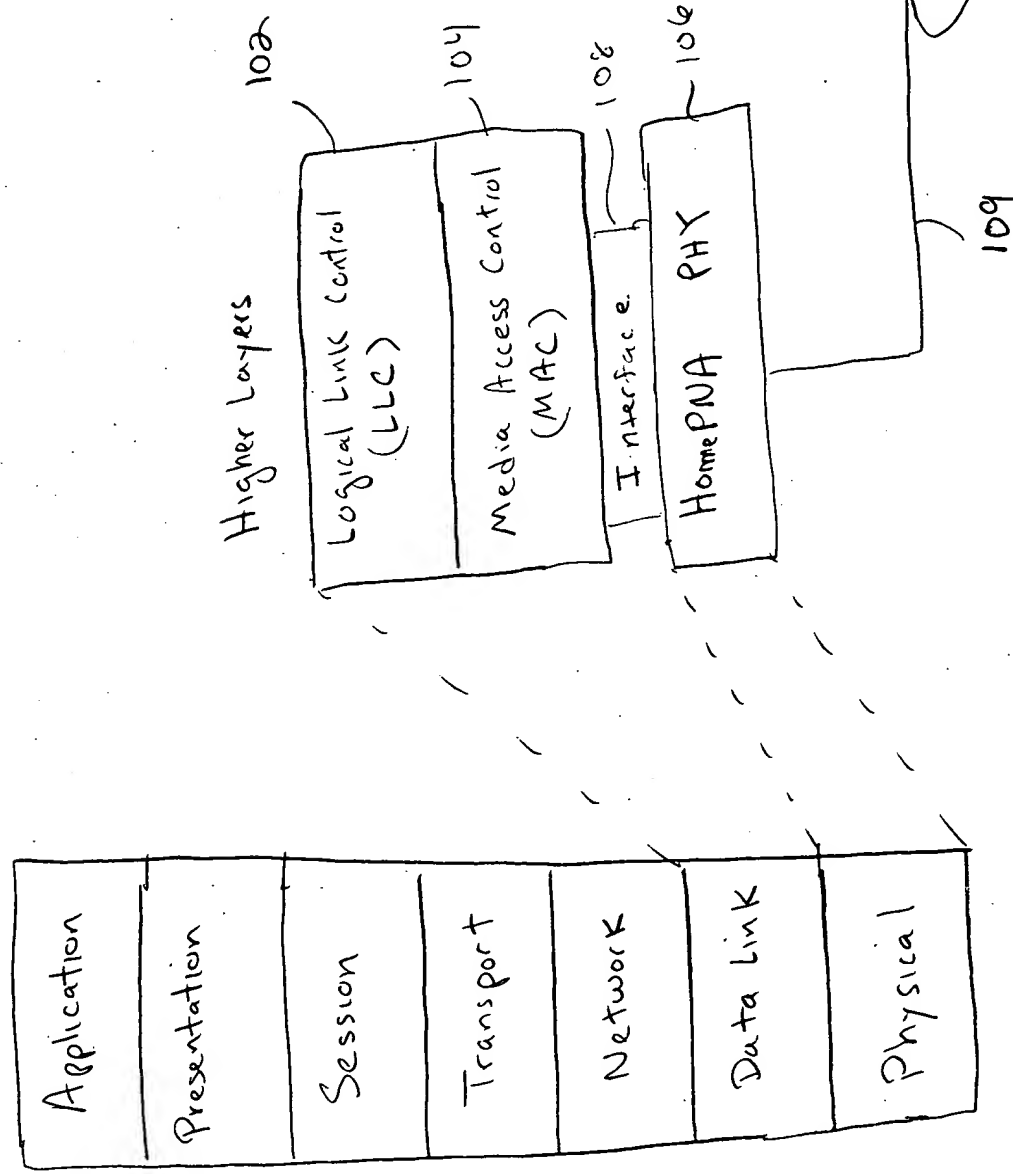 Application
Presentation
Session
Transport
Network
Data Link
Physical
Higher Layers
Logical Link Control
(LLC)
102
Media Access Control
(MAC)
104
Interface
108
HomePNA PHY
106
109